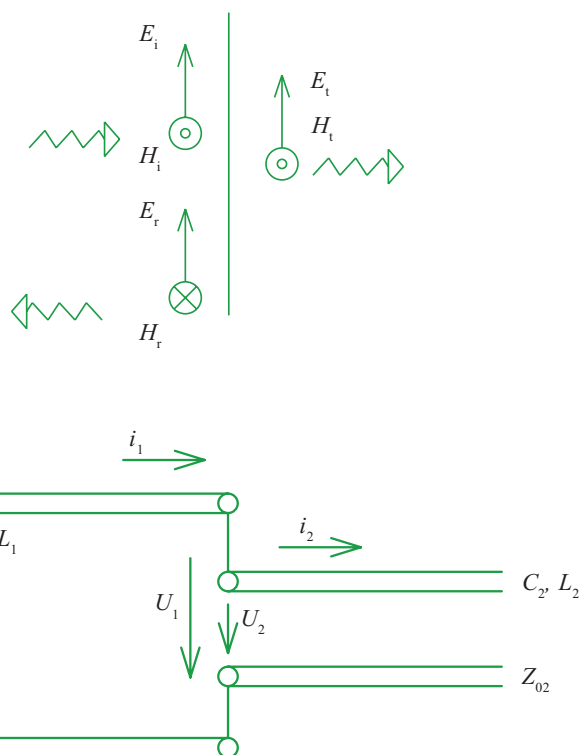 E_i
E_t
H_t
H_i
E_r
H_r
i_1
L_1
i_2
C_2, L_2
U_1
U_2
Z_02